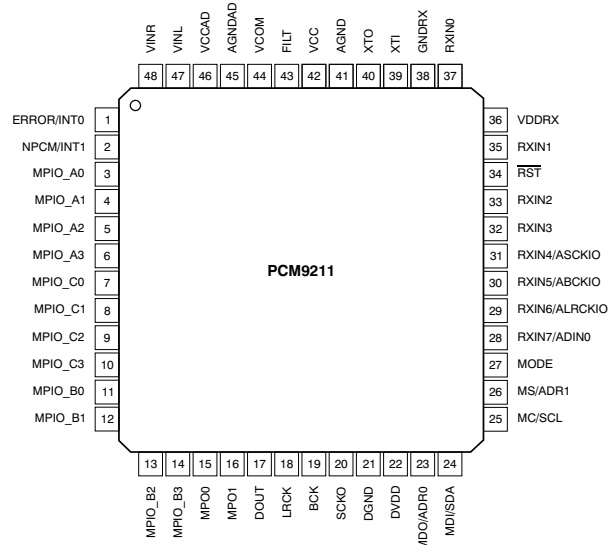 VINR VINL VCCAD AGNDAD VCOM FILT VCC AGND XTO XTI GNDRX RXIN0
48 47 46 45 44 43 42 41 40 39 38 37
ERROR/INT0 1
NPCM/INT1 2
MPIO_A0 3
MPIO_A1 4
MPIO_A2 5
MPIO_A3 6
MPIO_C0 7
MPIO_C1 8
MPIO_C2 9
MPIO_C3 10
MPIO_B0 11
MPIO_B1 12
PCM9211
36 VDDRX
35 RXIN1
34 RST
33 RXIN2
32 RXIN3
31 RXIN4/ASCKIO
30 RXIN5/ABCKIO
29 RXIN6/ALRCKIO
28 RXIN7/ADIN0
27 MODE
26 MS/ADR1
25 MC/SCL
13 14 15 16 17 18 19 20 21 22 23 24
MPIO_B2 MPIO_B3 MPO0 MPO1 DOUT LRCK BCK SCKO DGND DVDD MDO/ADR0 MDI/SDA